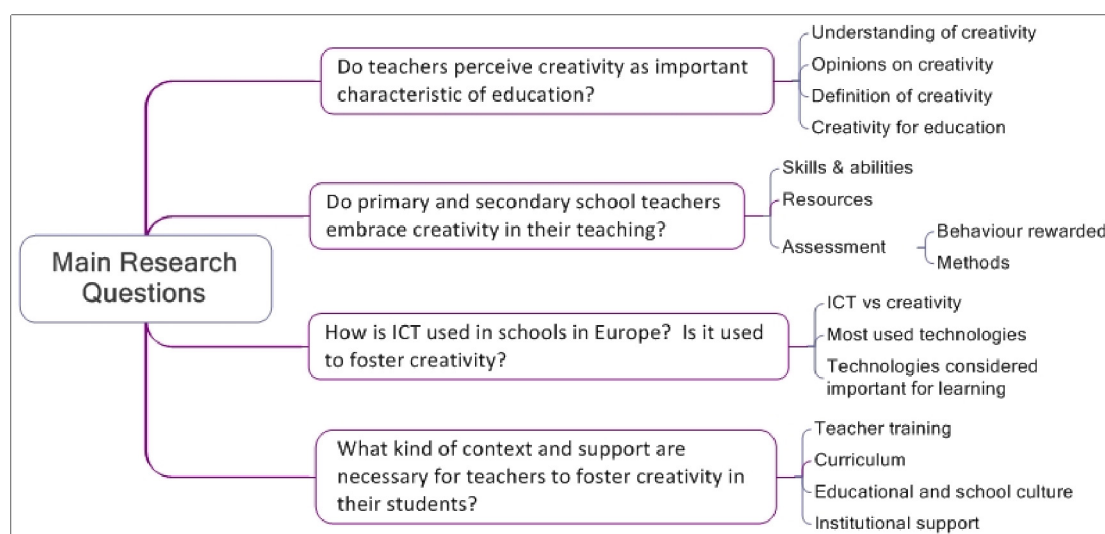 Main Research
Questions
Do teachers perceive creativity as important
characteristic of education?
Understanding of creativity
Opinions on creativity
Definition of creativity
Creativity for education
Do primary and secondary school teachers
embrace creativity in their teaching?
Skills & abilities
Resources
Assessment
Behaviour rewarded
Methods
How is ICT used in schools in Europe?  Is it used
to foster creativity?
ICT vs creativity
Most used technologies
Technologies considered
important for learning
What kind of context and support are
necessary for teachers to foster creativity in
their students?
Teacher training
Curriculum
Educational and school culture
Institutional support